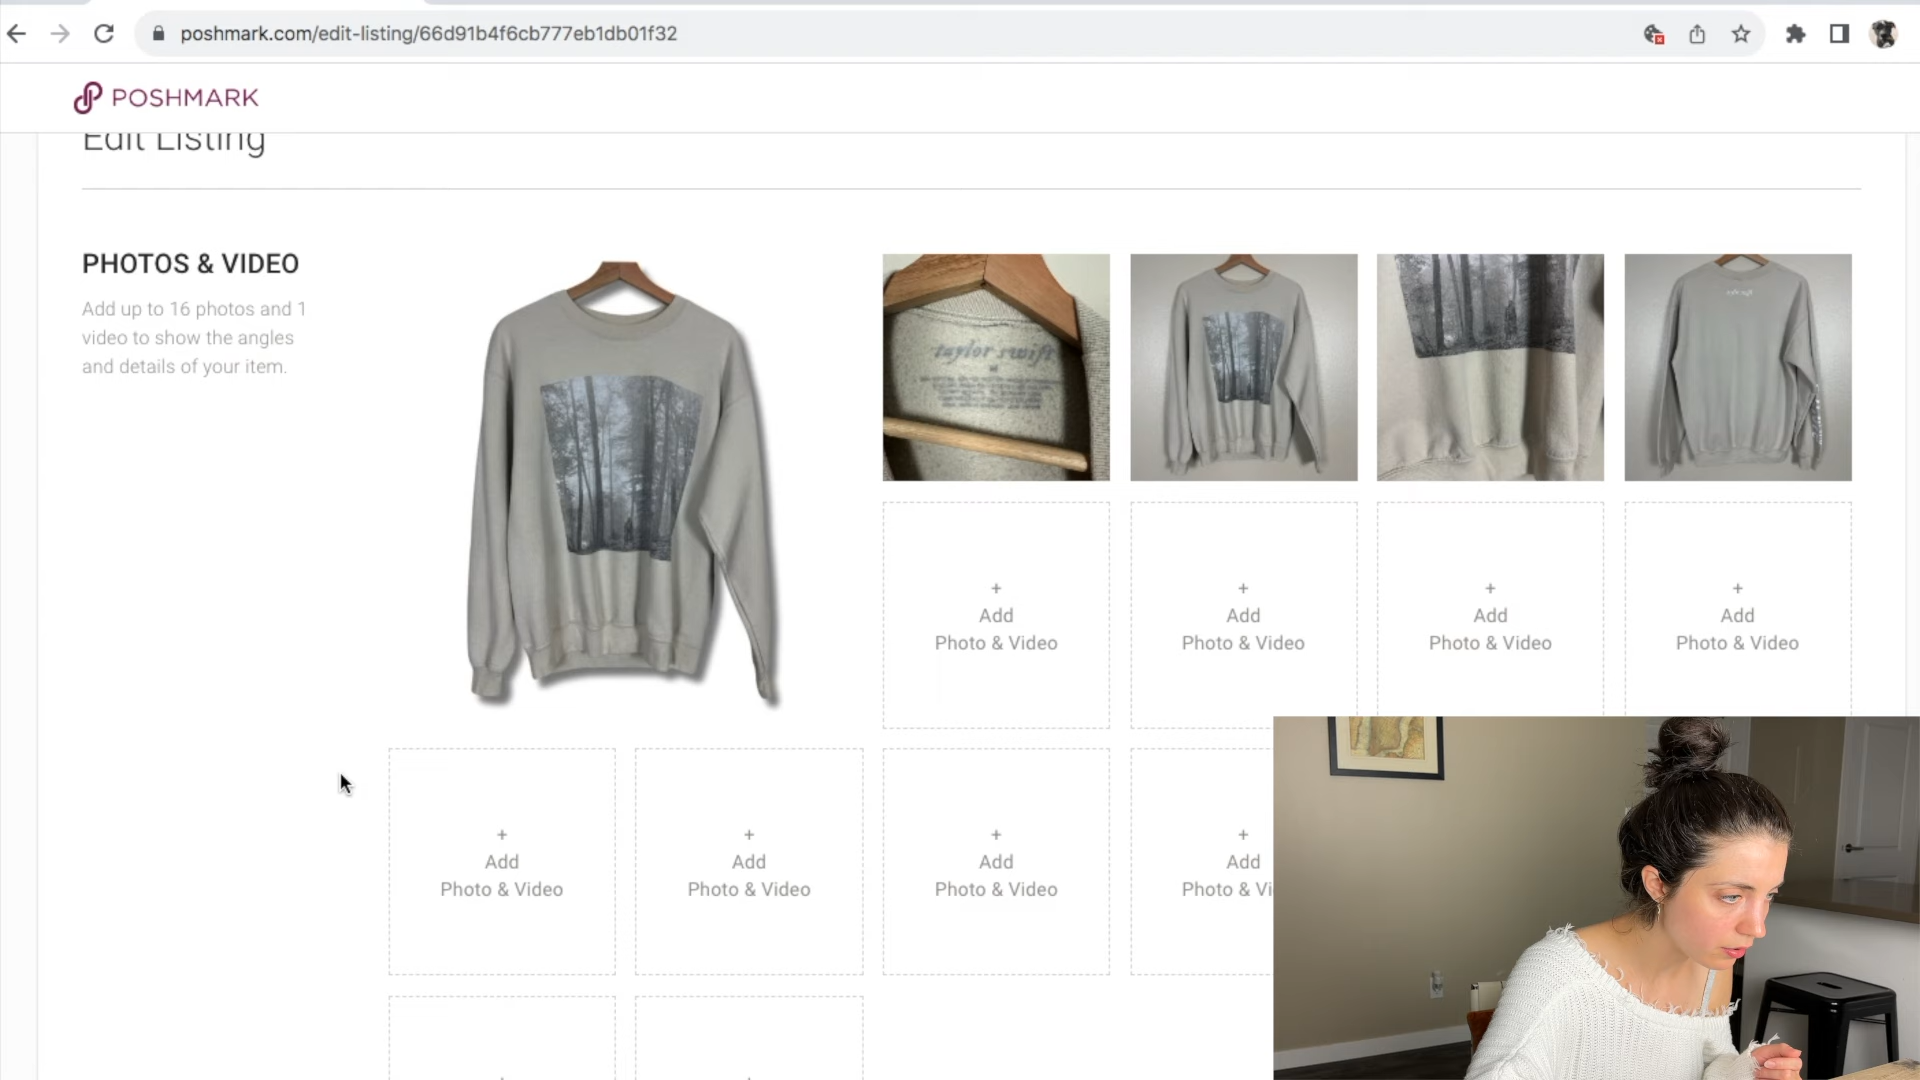 poshmark.com/edit-listing/66d91b4f6cb777eb1db01f32
POSHMARK
Edit Listing
PHOTOS & VIDEO
Add up to 16 photos and 1
video to show the angles
and details of your item.
taylor swift
+
Add
Photo & Video
+
Add
Photo & Video
+
Add
Photo & Video
+
Add
Photo & Video
+
Add
Photo & Video
+
Add
Photo & Video
+
Add
Photo & Video
+
Add
Photo & Vi